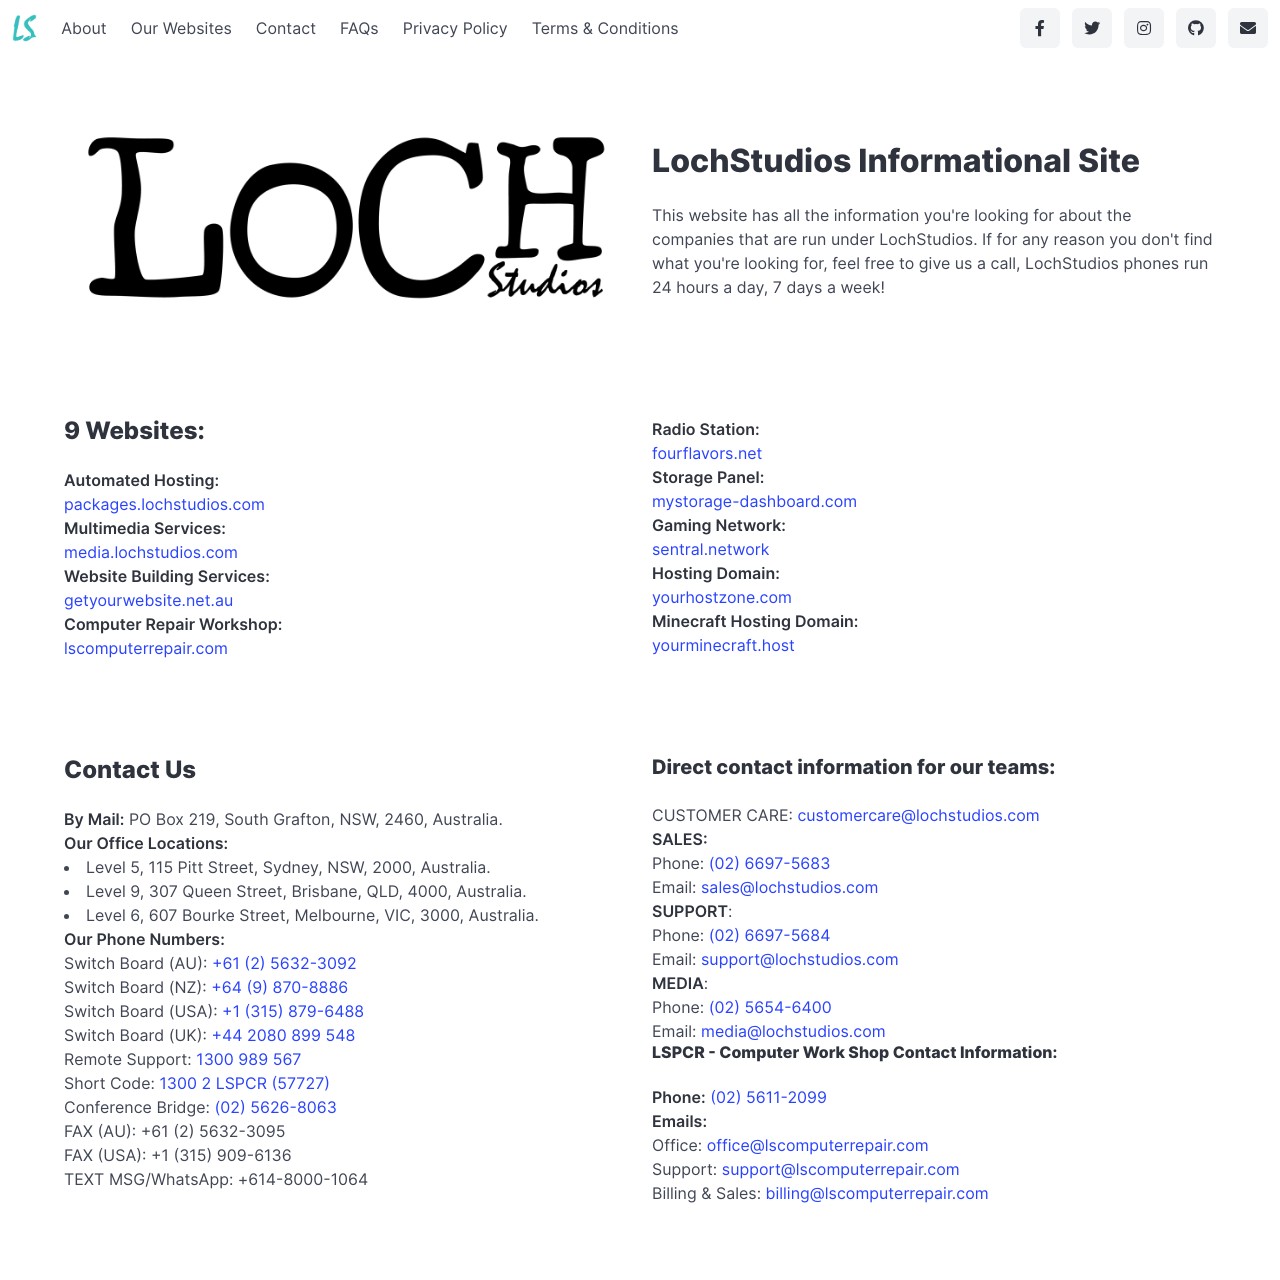 LS About Our Websites Contact FAQs Privacy Policy Terms & Conditions
LOCH
Studios
LochStudios Informational Site
This website has all the information you're looking for about the
companies that are run under LochStudios. If for any reason you don't find
what you're looking for, feel free to give us a call, LochStudios phones run
24 hours a day, 7 days a week!
9 Websites:
Automated Hosting:
packages.lochstudios.com
Multimedia Services:
media.lochstudios.com
Website Building Services:
getyourwebsite.net.au
Computer Repair Workshop:
lscomputerrepair.com
Radio Station:
fourflavors.net
Storage Panel:
mystorage-dashboard.com
Gaming Network:
sentral.network
Hosting Domain:
yourhostzone.com
Minecraft Hosting Domain:
yourminecraft.host
Contact Us
By Mail: PO Box 219, South Grafton, NSW, 2460, Australia.
Our Office Locations:
• Level 5, 115 Pitt Street, Sydney, NSW, 2000, Australia.
• Level 9, 307 Queen Street, Brisbane, QLD, 4000, Australia.
• Level 6, 607 Bourke Street, Melbourne, VIC, 3000, Australia.
Our Phone Numbers:
Switch Board (AU): +61 (2) 5632-3092
Switch Board (NZ): +64 (9) 870-8886
Switch Board (USA): +1 (315) 879-6488
Switch Board (UK): +44 2080 899 548
Remote Support: 1300 989 567
Short Code: 1300 2 LSPCR (57727)
Conference Bridge: (02) 5626-8063
FAX (AU): +61 (2) 5632-3095
FAX (USA): +1 (315) 909-6136
TEXT MSG/WhatsApp: +614-8000-1064
Direct contact information for our teams:
CUSTOMER CARE: customercare@lochstudios.com
SALES:
Phone: (02) 6697-5683
Email: sales@lochstudios.com
SUPPORT:
Phone: (02) 6697-5684
Email: support@lochstudios.com
MEDIA:
Phone: (02) 5654-6400
Email: media@lochstudios.com
LSPCR - Computer Work Shop Contact Information:
Phone: (02) 5611-2099
Emails:
Office: office@lscomputerrepair.com
Support: support@lscomputerrepair.com
Billing & Sales: billing@lscomputerrepair.com